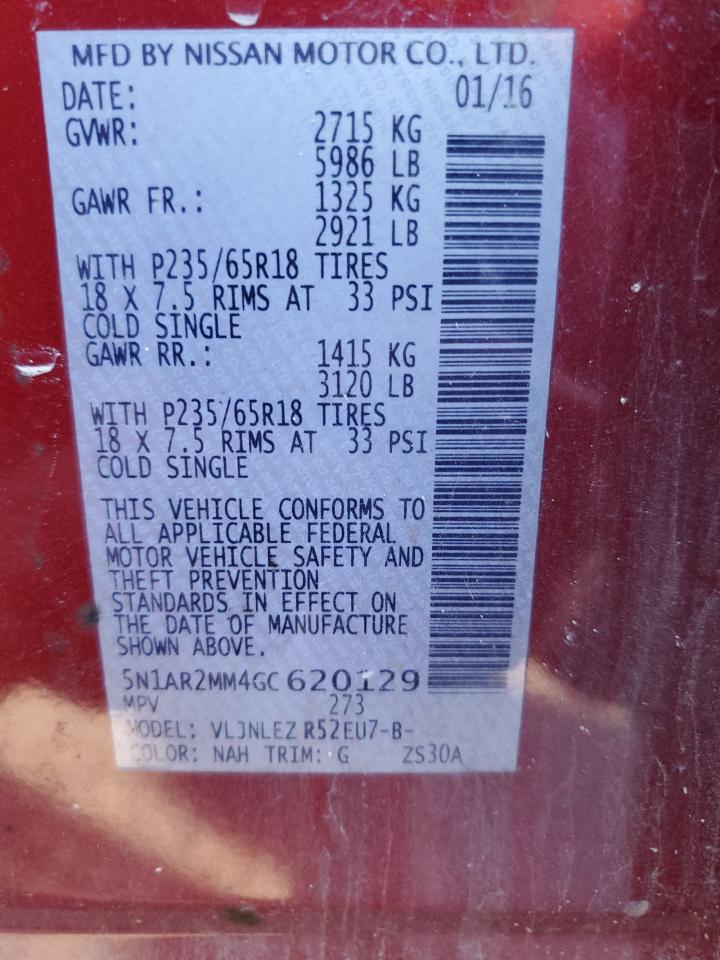 MFD BY NISSAN MOTOR CO., LTD.
DATE: 01/16
GVWR: 2715 KG
5986 LB
GAWR FR.: 1325 KG
2921 LB
WITH P235/65R18 TIRES
18 X 7.5 RIMS AT 33 PSI
COLD SINGLE
GAWR RR.: 1415 KG
3120 LB
WITH P235/65R18 TIRES
18 X 7.5 RIMS AT 33 PSI
COLD SINGLE
THIS VEHICLE CONFORMS TO
ALL APPLICABLE FEDERAL
MOTOR VEHICLE SAFETY AND
THEFT PREVENTION
STANDARDS IN EFFECT ON
THE DATE OF MANUFACTURE
SHOWN ABOVE.
5N1AR2MM4GC620129
MPV 273
MODEL: VLJNLEZ R52EU7-B-
COLOR: NAH TRIM: G ZS30A